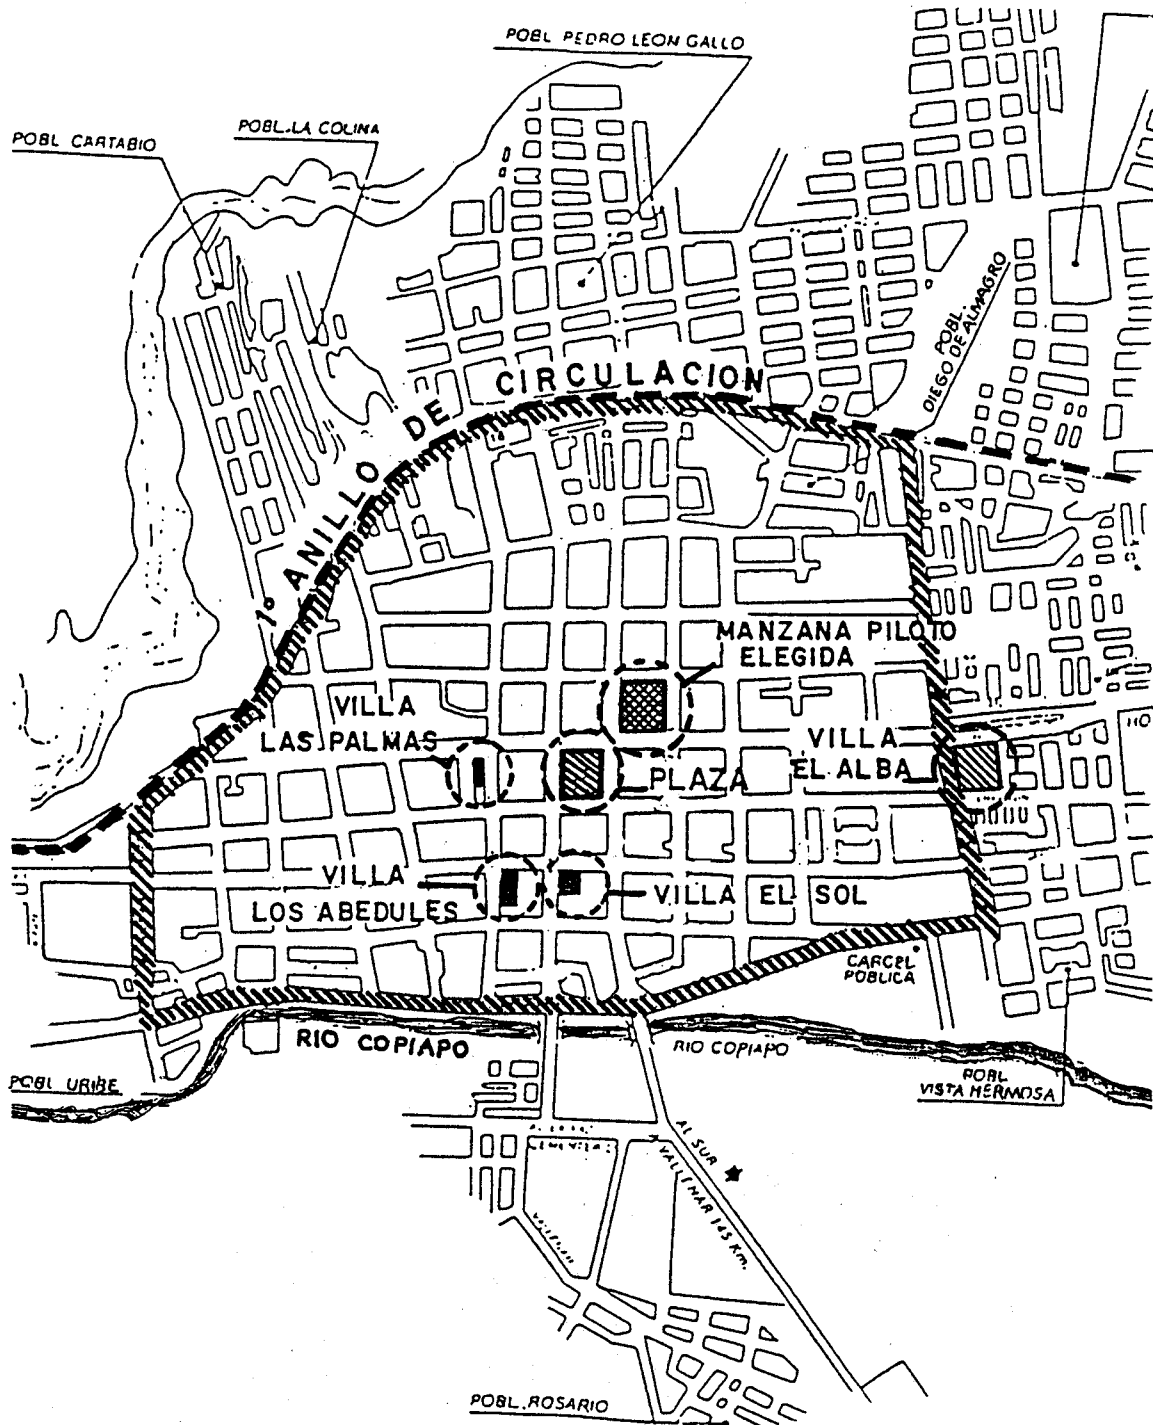 POBL PEDRO LEON GALLO
POBL. LA COLINA
POBL CARTABIO
POBL.
DIEGO DE ALMAGRO
1º ANILLO DE CIRCULACION
MANZANA PILOTO
ELEGIDA
VILLA
LAS PALMAS
PLAZA
VILLA
EL ALBA
VILLA
LOS ABEDULES
VILLA EL SOL
CARCEL
PUBLICA
RIO COPIAPO
RIO COPIAPO
POBL URIBE
POBL
VISTA HERMOSA
AL SUR
A VALLENAR 145 Km.
POBL. ROSARIO